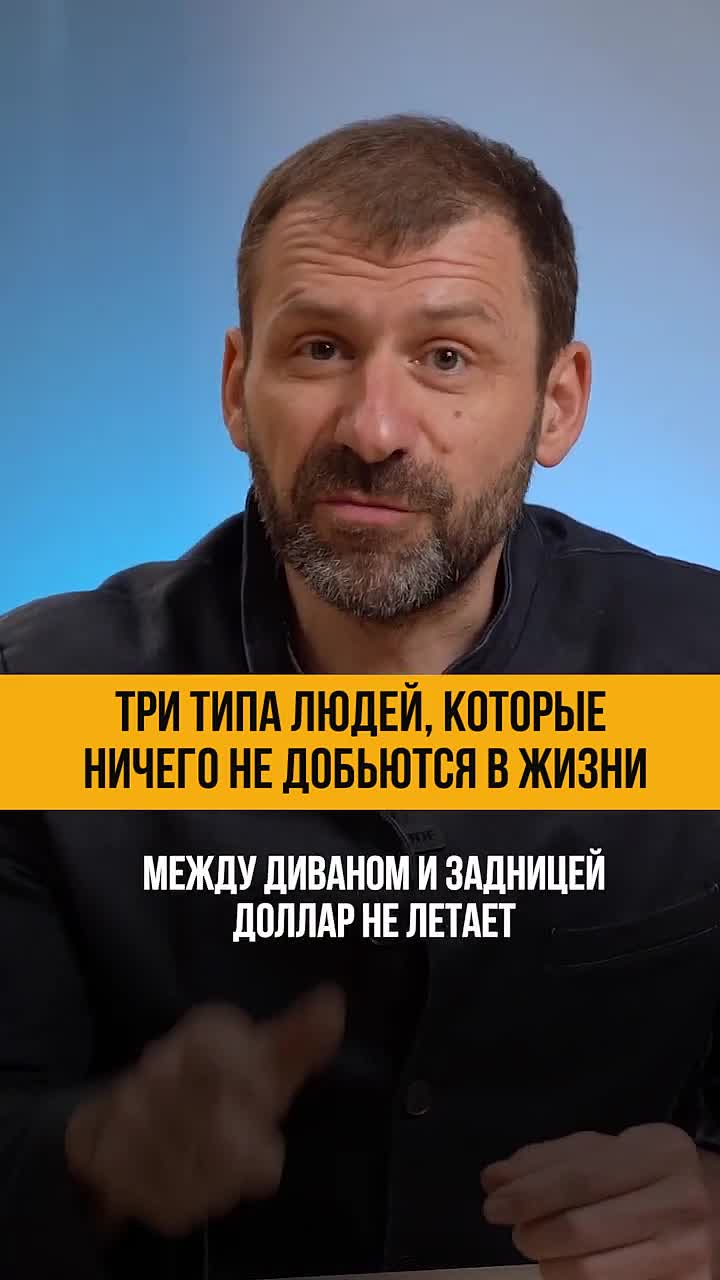 ТРИ ТИПА ЛЮДЕЙ, КОТОРЫЕ
НИЧЕГО НЕ ДОБЬЮТСЯ В ЖИЗНИ
МЕЖДУ ДИВАНОМ И ЗАДНИЦЕЙ
ДОЛЛАР НЕ ЛЕТАЕТ